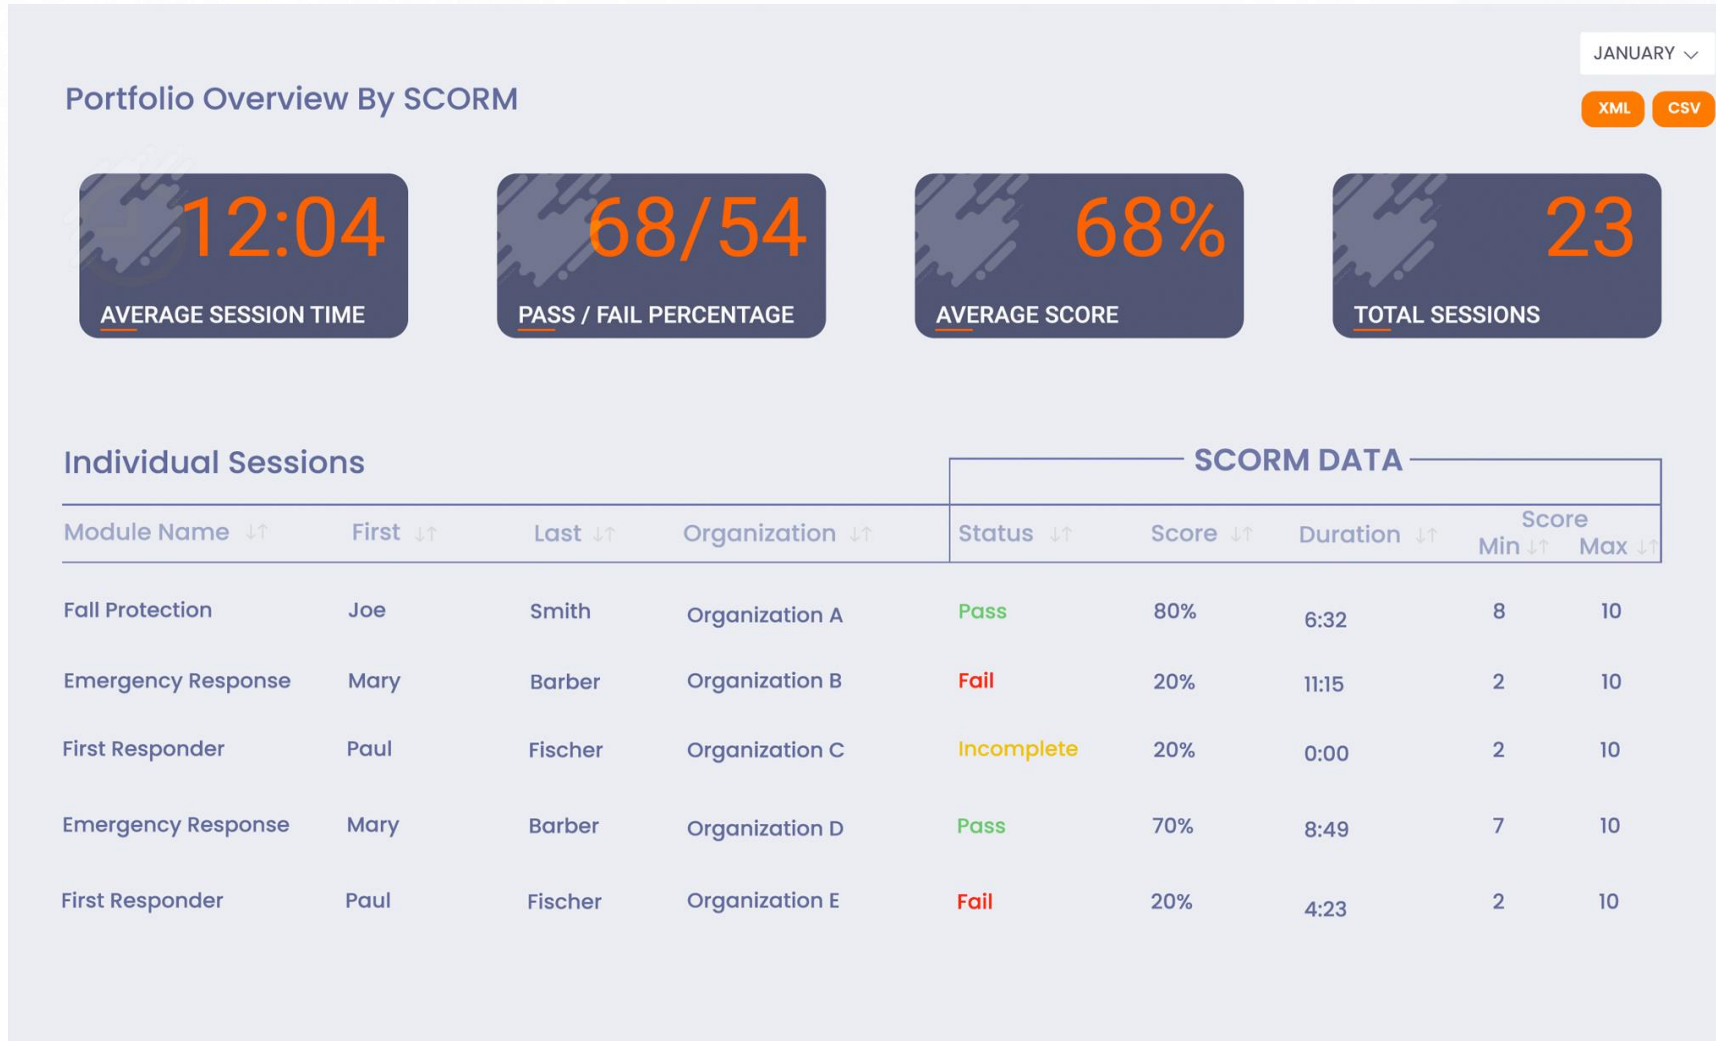 JANUARY
Portfolio Overview By SCORM
XML CSV
12:04
AVERAGE SESSION TIME
68/54
PASS / FAIL PERCENTAGE
68%
AVERAGE SCORE
23
TOTAL SESSIONS
Individual Sessions
SCORM DATA
Module Name ↓↑ First ↓↑ Last ↓↑ Organization ↓↑ Status ↓↑ Score ↓↑ Duration ↓↑ Score
Min ↓↑ Max ↓↑
Fall Protection Joe Smith Organization A Pass 80% 6:32 8 10
Emergency Response Mary Barber Organization B Fail 20% 11:15 2 10
First Responder Paul Fischer Organization C Incomplete 20% 0:00 2 10
Emergency Response Mary Barber Organization D Pass 70% 8:49 7 10
First Responder Paul Fischer Organization E Fail 20% 4:23 2 10